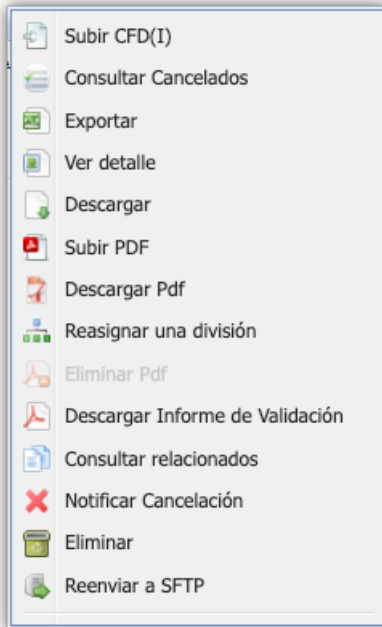 Subir CFD(I)
Consultar Cancelados
Exportar
Ver detalle
Descargar
Subir PDF
Descargar Pdf
Reasignar una división
Eliminar Pdf
Descargar Informe de Validación
Consultar relacionados
Notificar Cancelación
Eliminar
Reenviar a SFTP